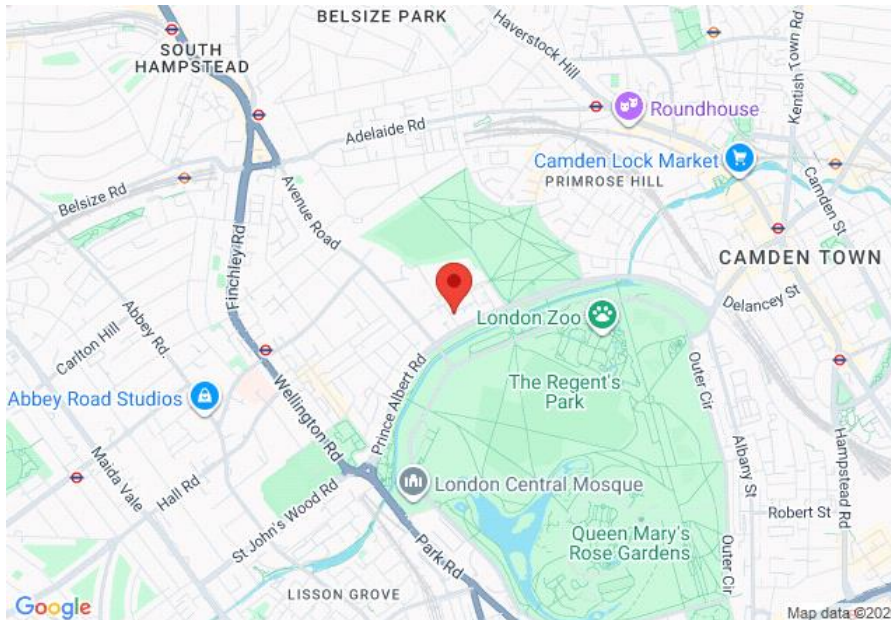 BELSIZE PARK
SOUTH
HAMPSTEAD
Haverstock Hill
Kentish Town Rd
Roundhouse
Adelaide Rd
Camden Lock Market
PRIMROSE HILL
Belsize Rd
Avenue Road
Camden St
Finchley Rd
CAMDEN TOWN
Delancey St
London Zoo
Carlton Hill
Abbey Rd.
Prince Albert Rd
The Regent's
Park
Outer Cir
Abbey Road Studios
Wellington Rd
Albany St
Hampstead Rd
Maida Vale
Hall Rd
London Central Mosque
St John's Wood Rd
Park Rd
Robert St
Queen Mary's
Rose Gardens
Outer Cir
LISSON GROVE
Google
Map data ©202